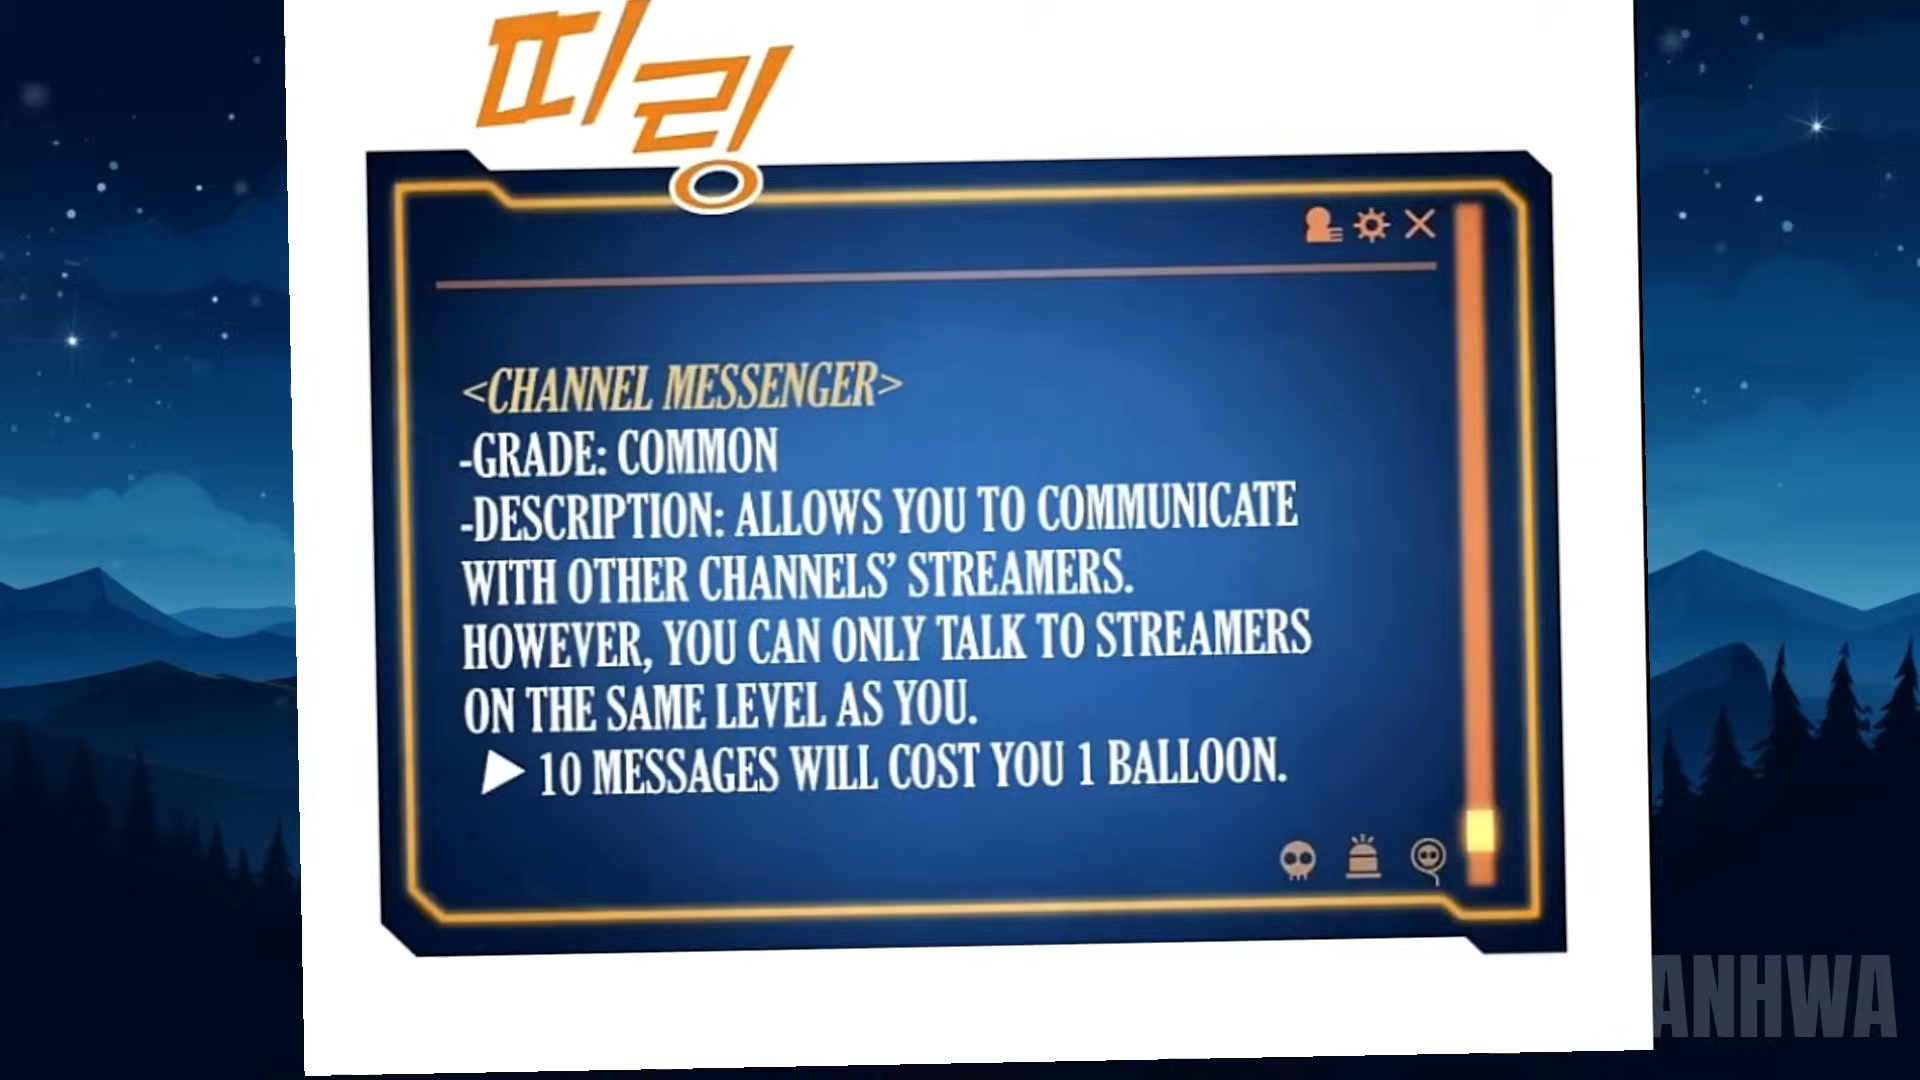 띠링
<CHANNEL MESSENGER>
-GRADE: COMMON
-DESCRIPTION: ALLOWS YOU TO COMMUNICATE
WITH OTHER CHANNELS’ STREAMERS.
HOWEVER, YOU CAN ONLY TALK TO STREAMERS
ON THE SAME LEVEL AS YOU.
▶ 10 MESSAGES WILL COST YOU 1 BALLOON.
ANHWA